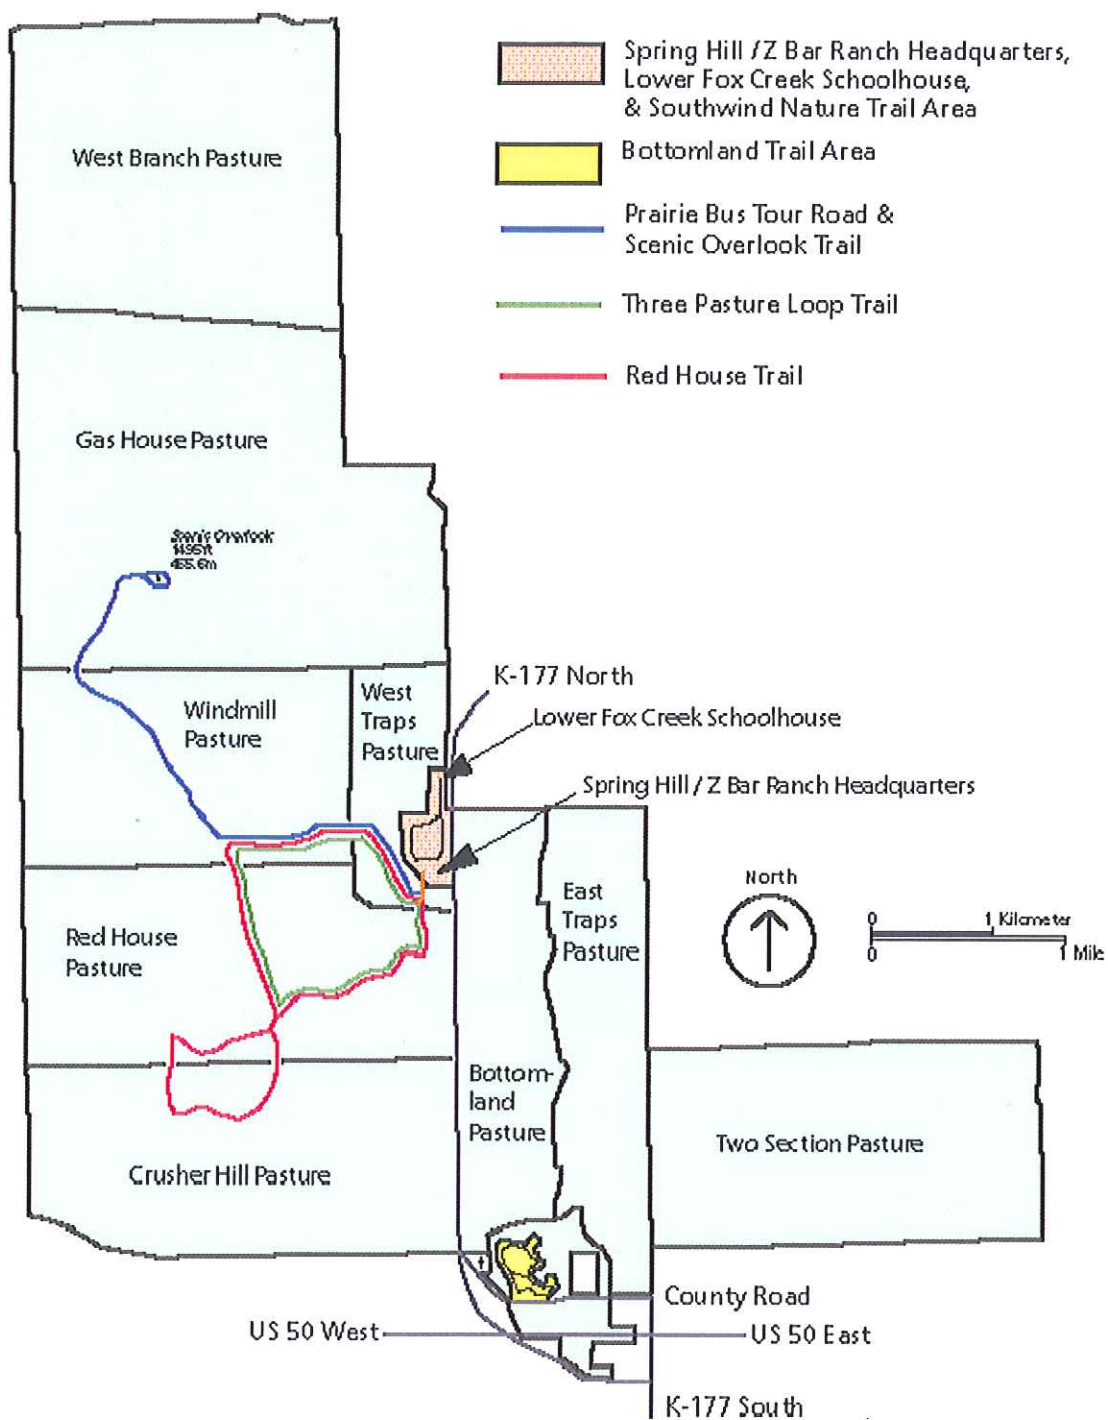 Spring Hill / Z Bar Ranch Headquarters,
Lower Fox Creek Schoolhouse,
& Southwind Nature Trail Area
Bottomland Trail Area
Prairie Bus Tour Road &
Scenic Overlook Trail
Three Pasture Loop Trail
Red House Trail
West Branch Pasture
Gas House Pasture
Scenic Overlook
1495 ft
455.6m
K-177 North
Lower Fox Creek Schoolhouse
Spring Hill / Z Bar Ranch Headquarters
Windmill
Pasture
West
Traps
Pasture
Red House
Pasture
East
Traps
Pasture
North
0
1 Kilometer
0
1 Mile
Bottom-
land
Pasture
Two Section Pasture
Crusher Hill Pasture
County Road
US 50 West
US 50 East
K-177 South